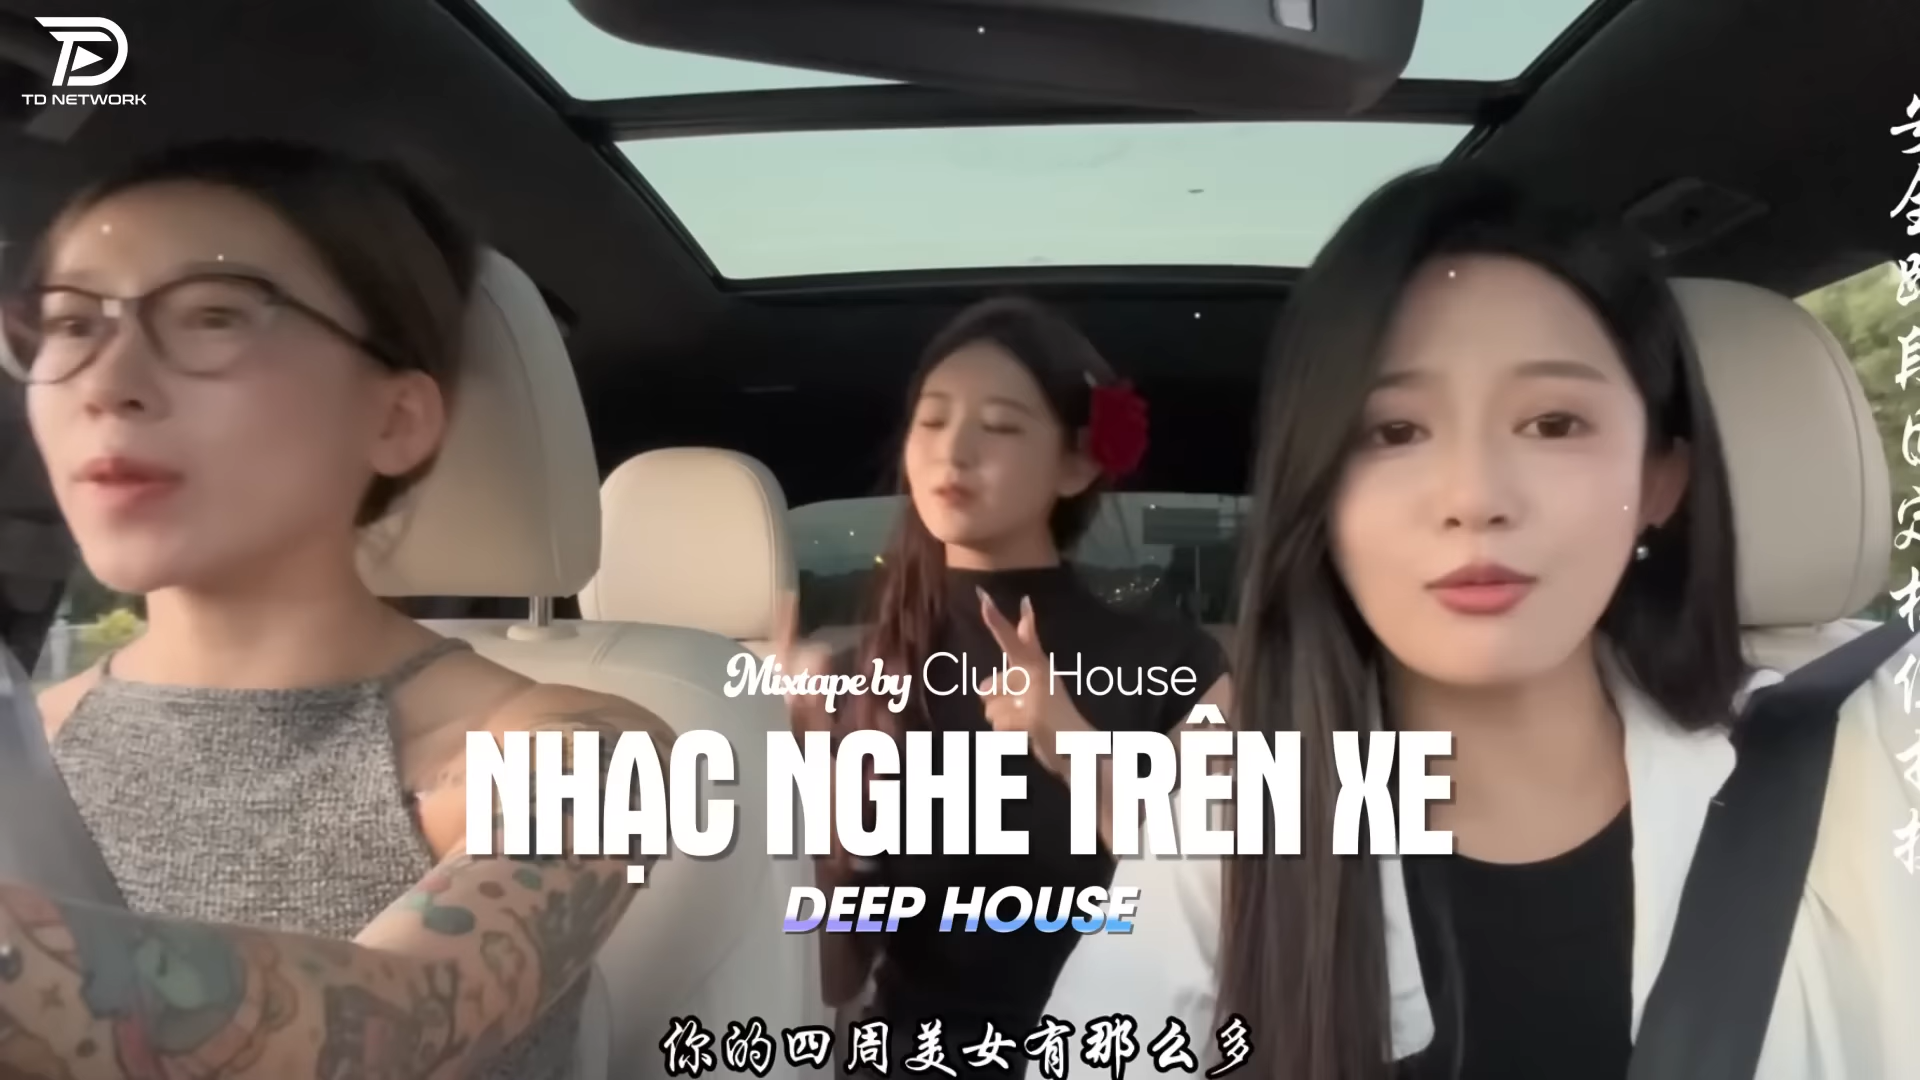 TD NETWORK
Mixtape by Club House
NHẠC NGHE TRÊN XE
DEEP HOUSE
你的四周美女有那么多